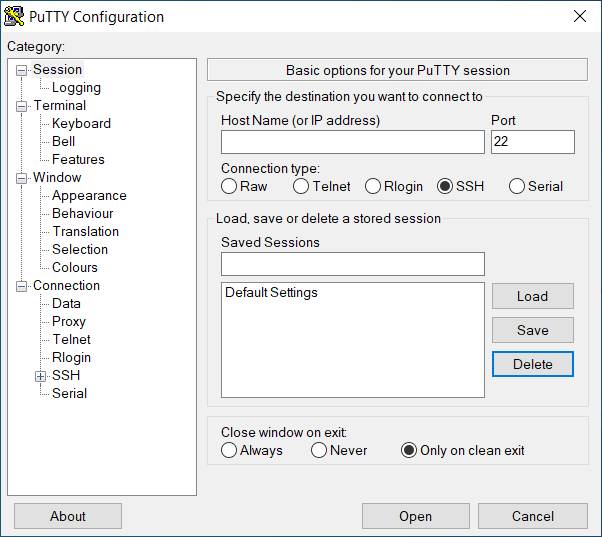 PuTTY Configuration
Category:
Session
Logging
Terminal
Keyboard
Bell
Features
Window
Appearance
Behaviour
Translation
Selection
Colours
Connection
Data
Proxy
Telnet
Rlogin
SSH
Serial
Basic options for your PuTTY session
Specify the destination you want to connect to
Host Name (or IP address) Port
22
Connection type:
Raw Telnet Rlogin SSH Serial
Load, save or delete a stored session
Saved Sessions
Default Settings
Load
Save
Delete
Close window on exit:
Always Never Only on clean exit
About Open Cancel